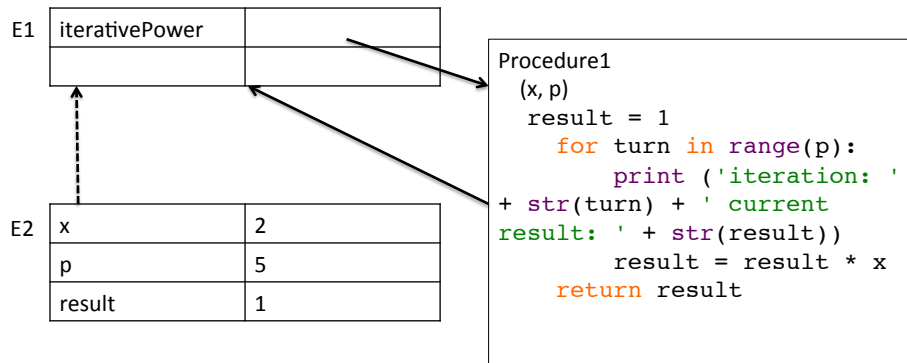 E1 iterativePower
Procedure1
(x, p)
result = 1
for turn in range(p):
print ('iteration: '
+ str(turn) + ' current
result: ' + str(result))
result = result * x
return result
E2 x 2
p 5
result 1